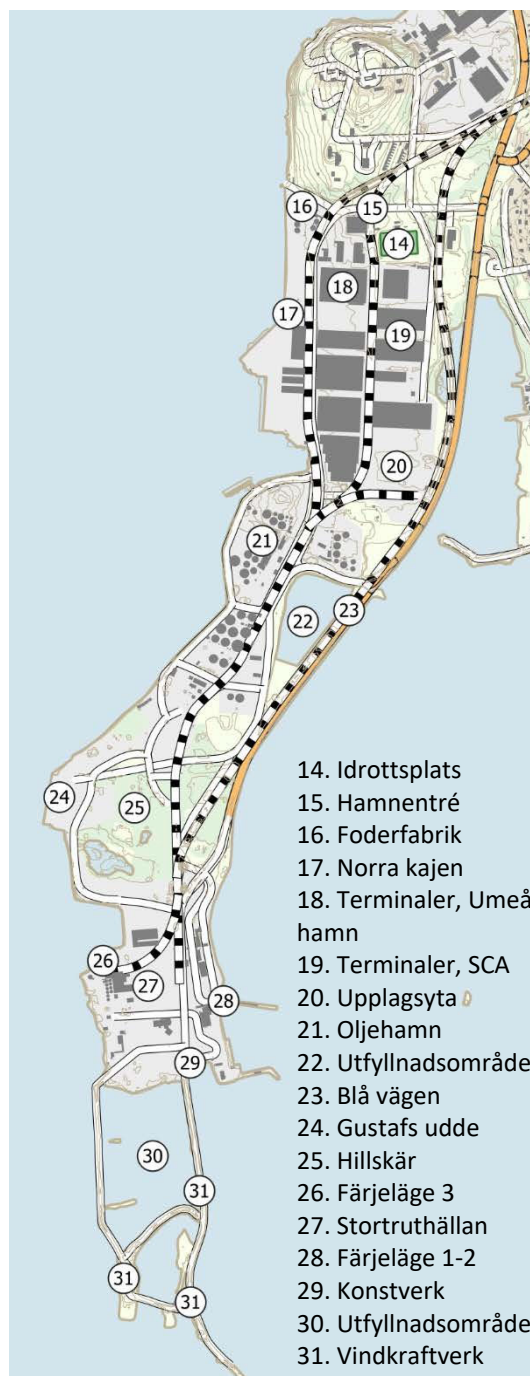 16
15
14
18
17
19
20
21
22
23
24
25
26
27
28
29
30
31
31
31
14. Idrottsplats
15. Hamnentré
16. Foderfabrik
17. Norra kajen
18. Terminaler, Umeå
hamn
19. Terminaler, SCA
20. Upplagsyta
21. Oljehamn
22. Utfyllnadsområde
23. Blå vägen
24. Gustafs udde
25. Hillskär
26. Färjeläge 3
27. Stortruthällan
28. Färjeläge 1-2
29. Konstverk
30. Utfyllnadsområde
31. Vindkraftverk